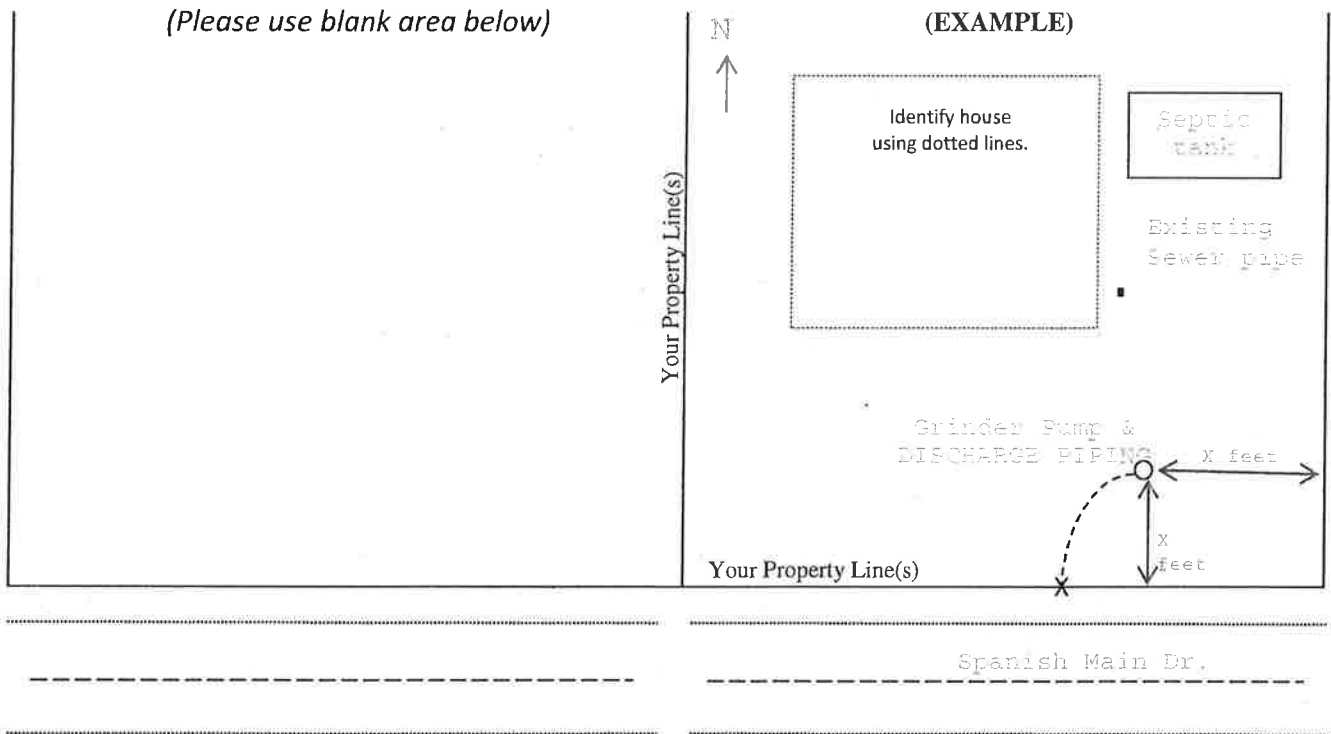 (Please use blank area below)
(EXAMPLE)
N
Identify house
using dotted lines.
Septic
tank
Your Property Line(s)
Existing
Sewer pipe
Grinder Pump &
DISCHARGE PIPING
X feet
X
feet
Your Property Line(s)
X
Spanish Main Dr.